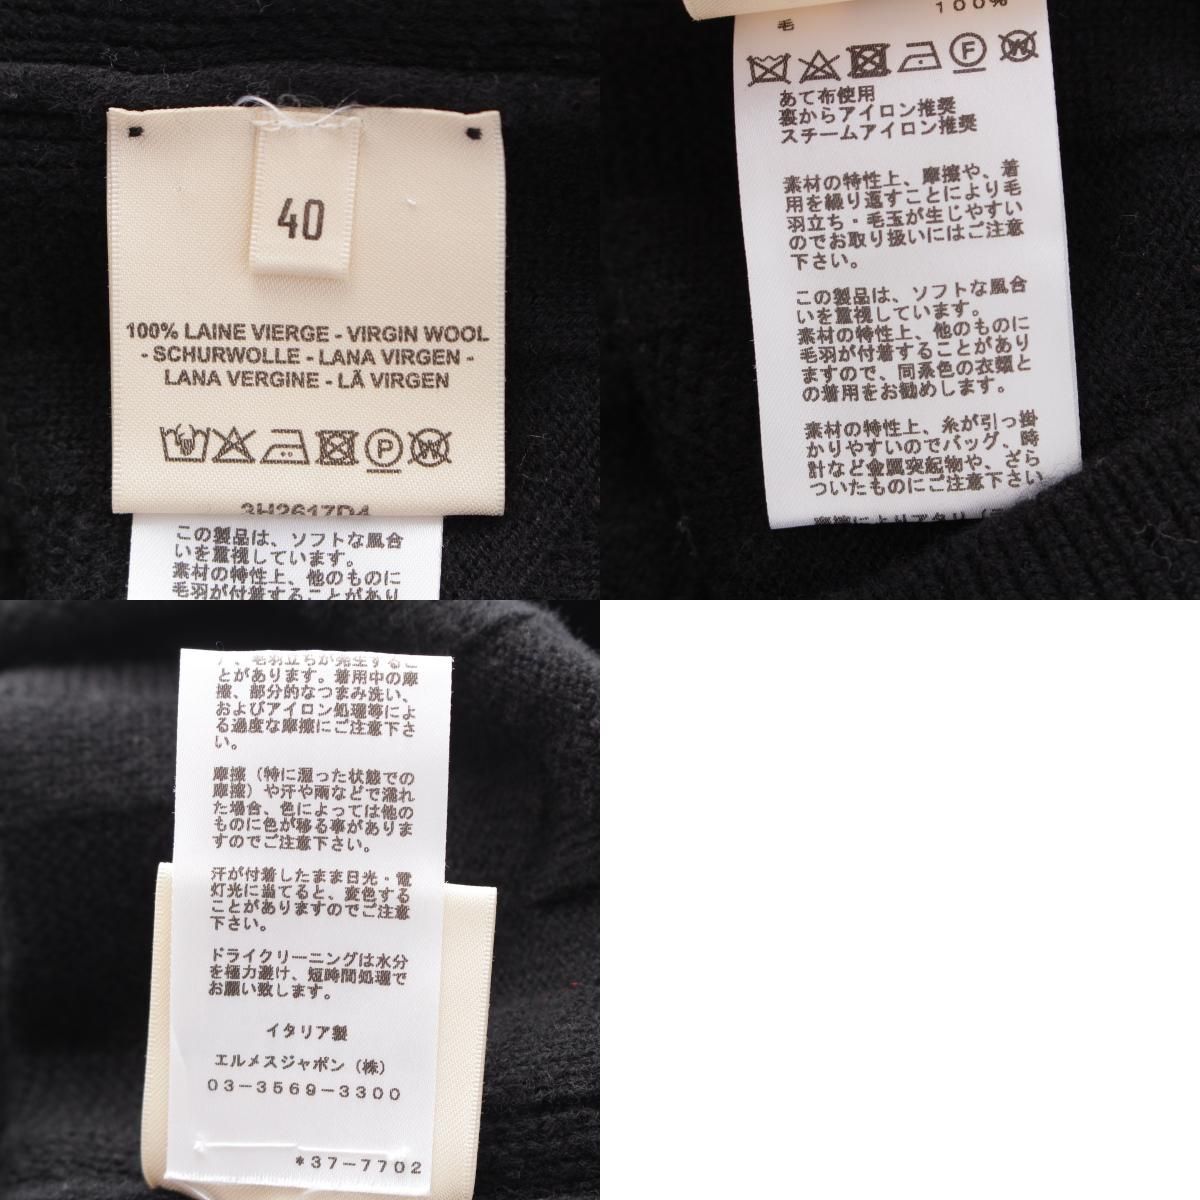 40
100% LAINE VIERGE - VIRGIN WOOL
- SCHURWOLLE - LANA VIRGEN -
LANA VERGINE - LÃ VIRGEN
P
W
3H2617D4
この製品は、ソフトな風合
いを重視しています。
素材の特性上、他のものに
毛羽が付着することがあり
毛
100%
F
W
あて布使用
裏からアイロン推奨
スチームアイロン推奨
素材の特性上、摩擦や、着
用を繰り返すことにより毛
羽立ち・毛玉が生じやすい
のでお取り扱いにはご注意
下さい。
この製品は、ソフトな風合
いを重視しています。
素材の特性上、他のものに
毛羽が付着することがあり
ますので、同系色の衣類と
の着用をお勧めします。
素材の特性上、糸が引っ掛
かりやすいのでバッグ、時
計など金属突起物や、ざら
ついたものにご注意下さい
、毛羽立ちが発生するこ
とがあります。着用中の摩
擦、部分的なつまみ洗い、
およびアイロン処理等によ
る過度な摩擦にご注意下さ
い。
摩擦（特に湿った状態での
摩擦）や汗や雨などで濡れ
た場合、色によっては他の
ものに色が移る事がありま
すのでご注意下さい。
汗が付着したまま日光・電
灯光に当てると、変色する
ことがありますのでご注意
下さい。
ドライクリーニングは水分
を極力避け、短時間処理で
お願い致します。
イタリア製
エルメスジャポン（株）
03-3569-3300
*37-7702